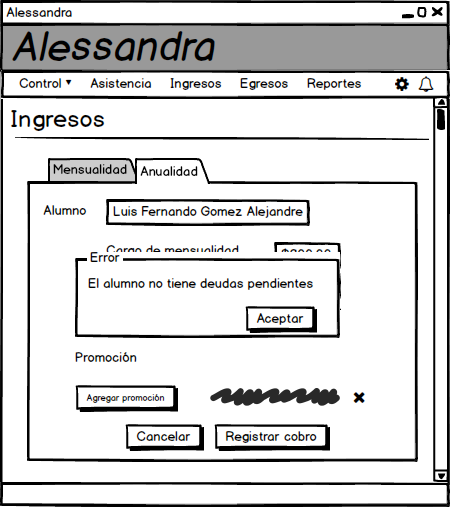 Alessandra
Alessandra
Control Asistencia Ingresos Egresos Reportes
Ingresos
Mensualidad Anualidad
Alumno Luis Fernando Gomez Alejandre
Cargo de mensualidad
Error
El alumno no tiene deudas pendientes
Aceptar
Promoción
Agregar promoción
Cancelar Registrar cobro